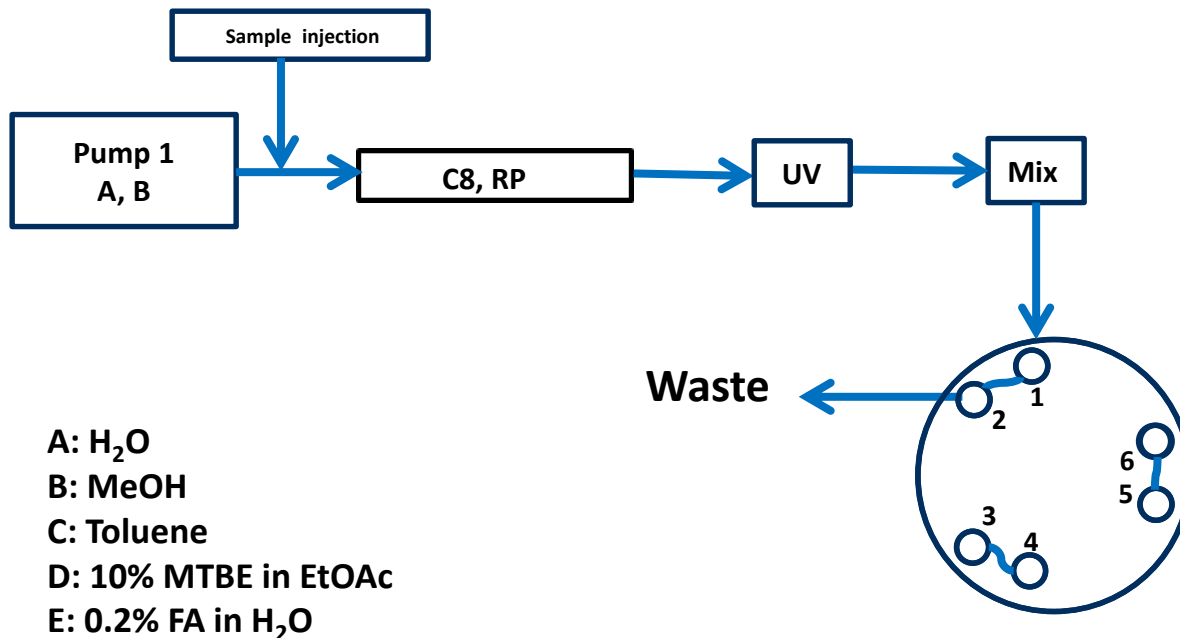 Sample injection
Pump 1
A, B
C8, RP
UV
Mix
Waste
1
2
6
5
3
4
A: H₂O
B: MeOH
C: Toluene
D: 10% MTBE in EtOAc
E: 0.2% FA in H₂O